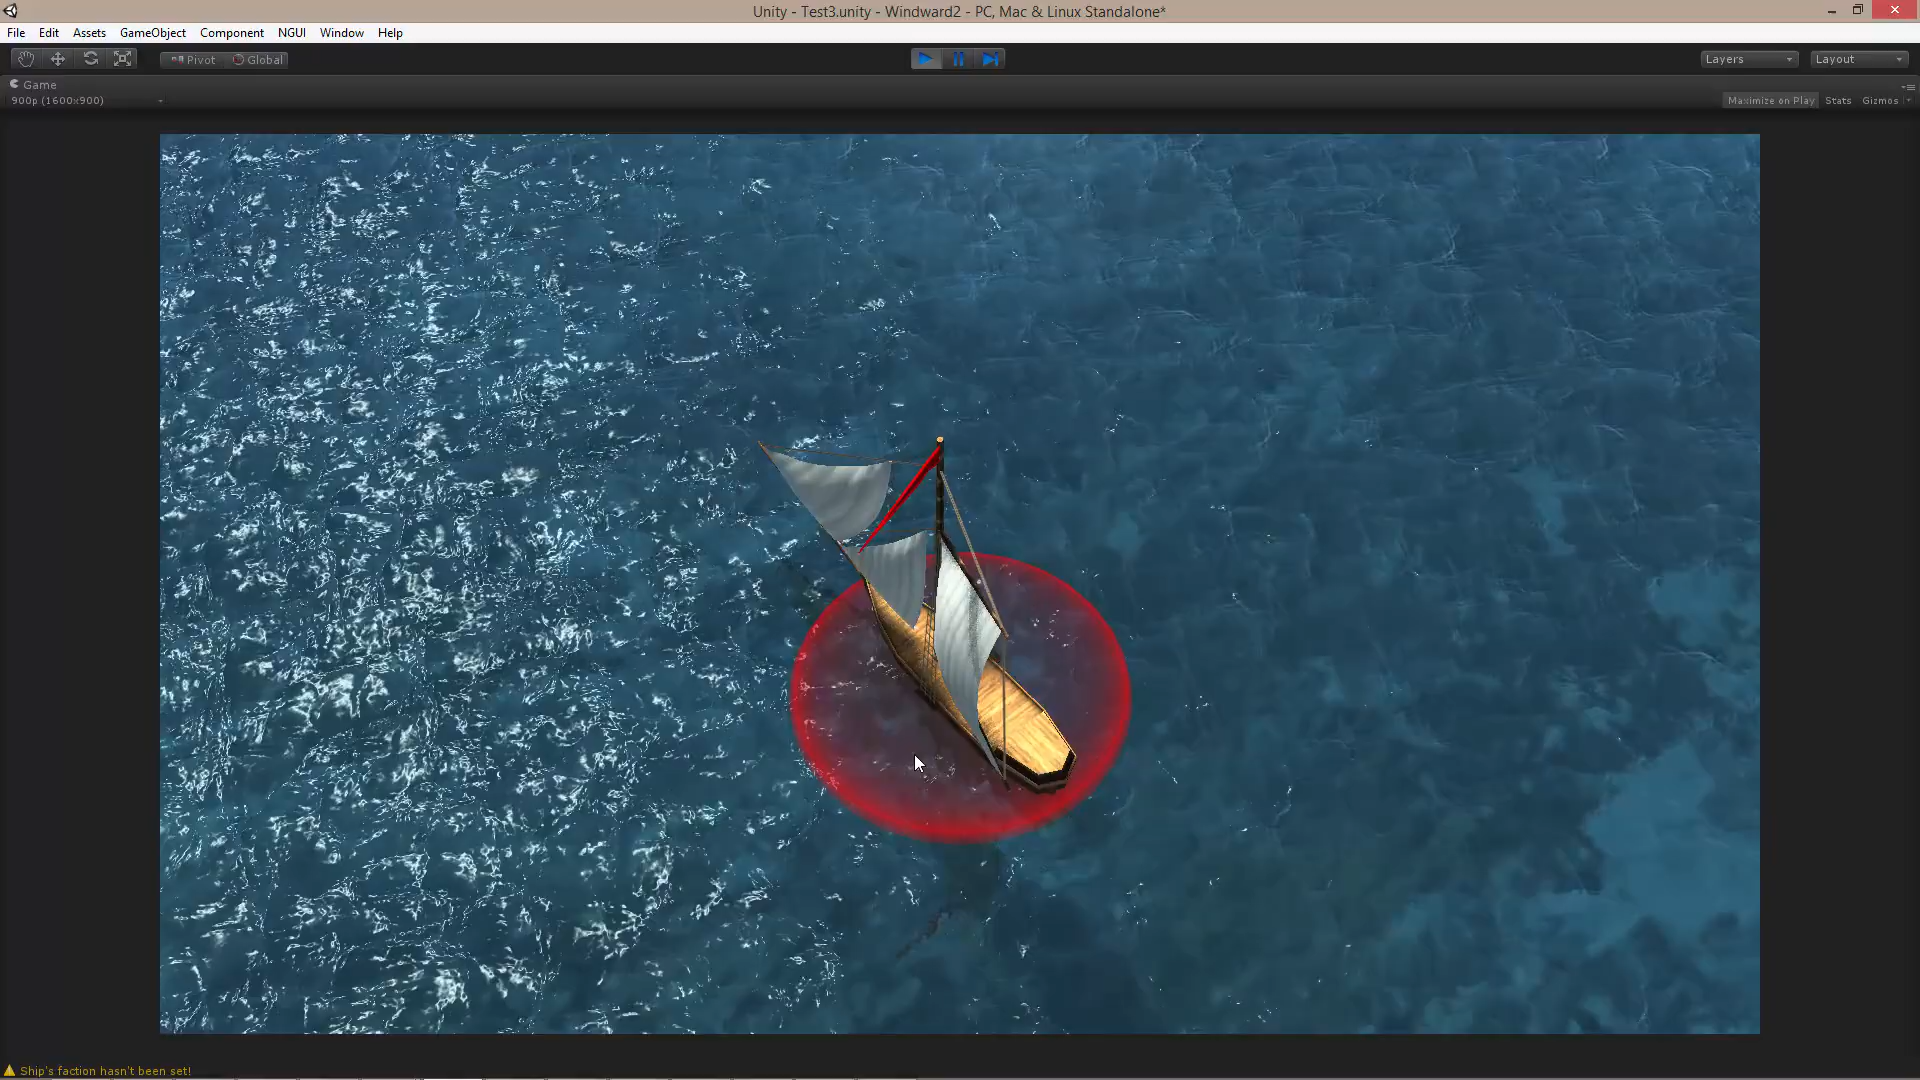 Unity - Test3.unity - Windward2 - PC, Mac & Linux Standalone*
File Edit Assets GameObject Component NGUI Window Help
Pivot Global Layers Layout
Game
900p (1600x900) Maximize on Play Stats Gizmos
Ship's faction hasn't been set!